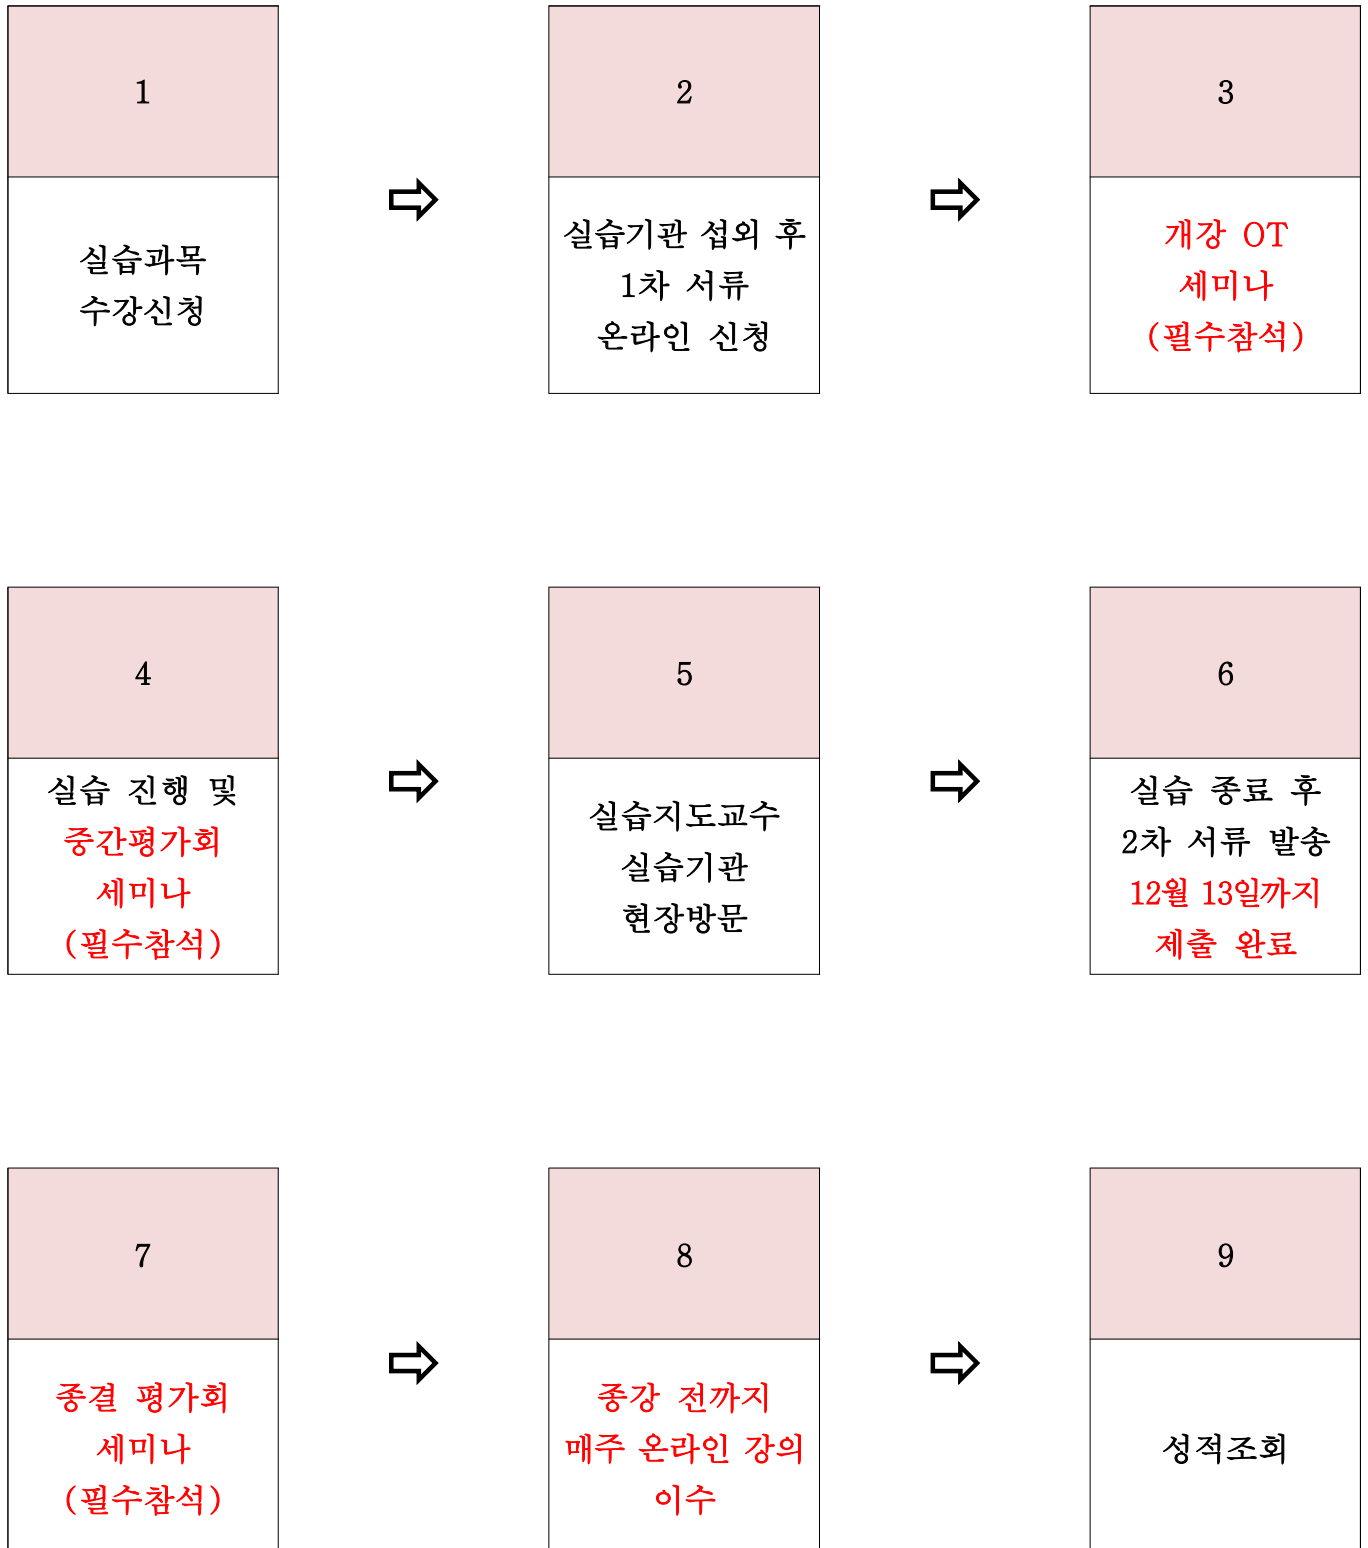 1
실습과목
수강신청
2
실습기관 섭외 후
1차 서류
온라인 신청
3
개강 OT
세미나
(필수참석)
4
실습 진행 및
중간평가회
세미나
(필수참석)
5
실습지도교수
실습기관
현장방문
6
실습 종료 후
2차 서류 발송
12월 13일까지
제출 완료
7
종결 평가회
세미나
(필수참석)
8
종강 전까지
매주 온라인 강의
이수
9
성적조회